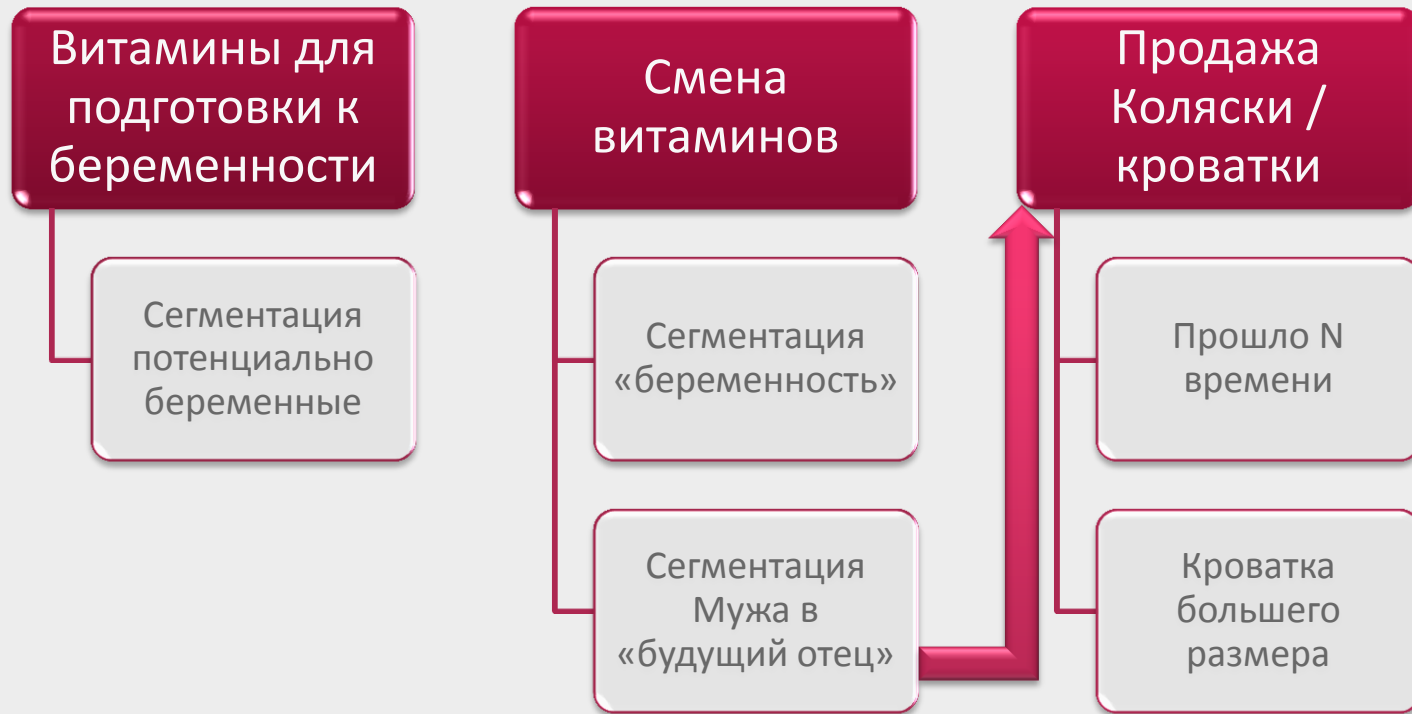 Витамины для
подготовки к
беременности
Сегментация
потенциально
беременные
Смена
витаминов
Сегментация
«беременность»
Сегментация
Мужа в
«будущий отец»
Продажа
Коляски /
кроватки
Прошло N
времени
Кроватка
большего
размера